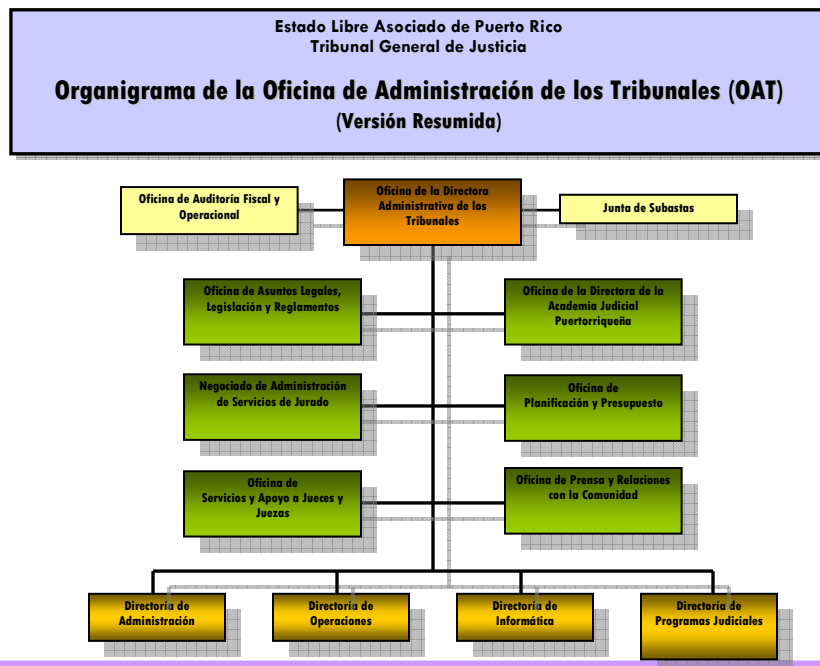 Estado Libre Asociado de Puerto Rico
Tribunal General de Justicia
Organigrama de la Oficina de Administración de los Tribunales (OAT)
(Versión Resumida)
Oficina de Auditoría Fiscal y
Operacional
Oficina de la Directora
Administrativa de los
Tribunales
Junta de Subastas
Oficina de Asuntos Legales,
Legislación y Reglamentos
Oficina de la Directora de la
Academia Judicial
Puertorriqueña
Negociado de Administración
de Servicios de Jurado
Oficina de
Planificación y Presupuesto
Oficina de
Servicios y Apoyo a Jueces y
Juezas
Oficina de Prensa y Relaciones
con la Comunidad
Directoría de
Administración
Directoría de
Operaciones
Directoría de
Informática
Directoría de
Programas Judiciales